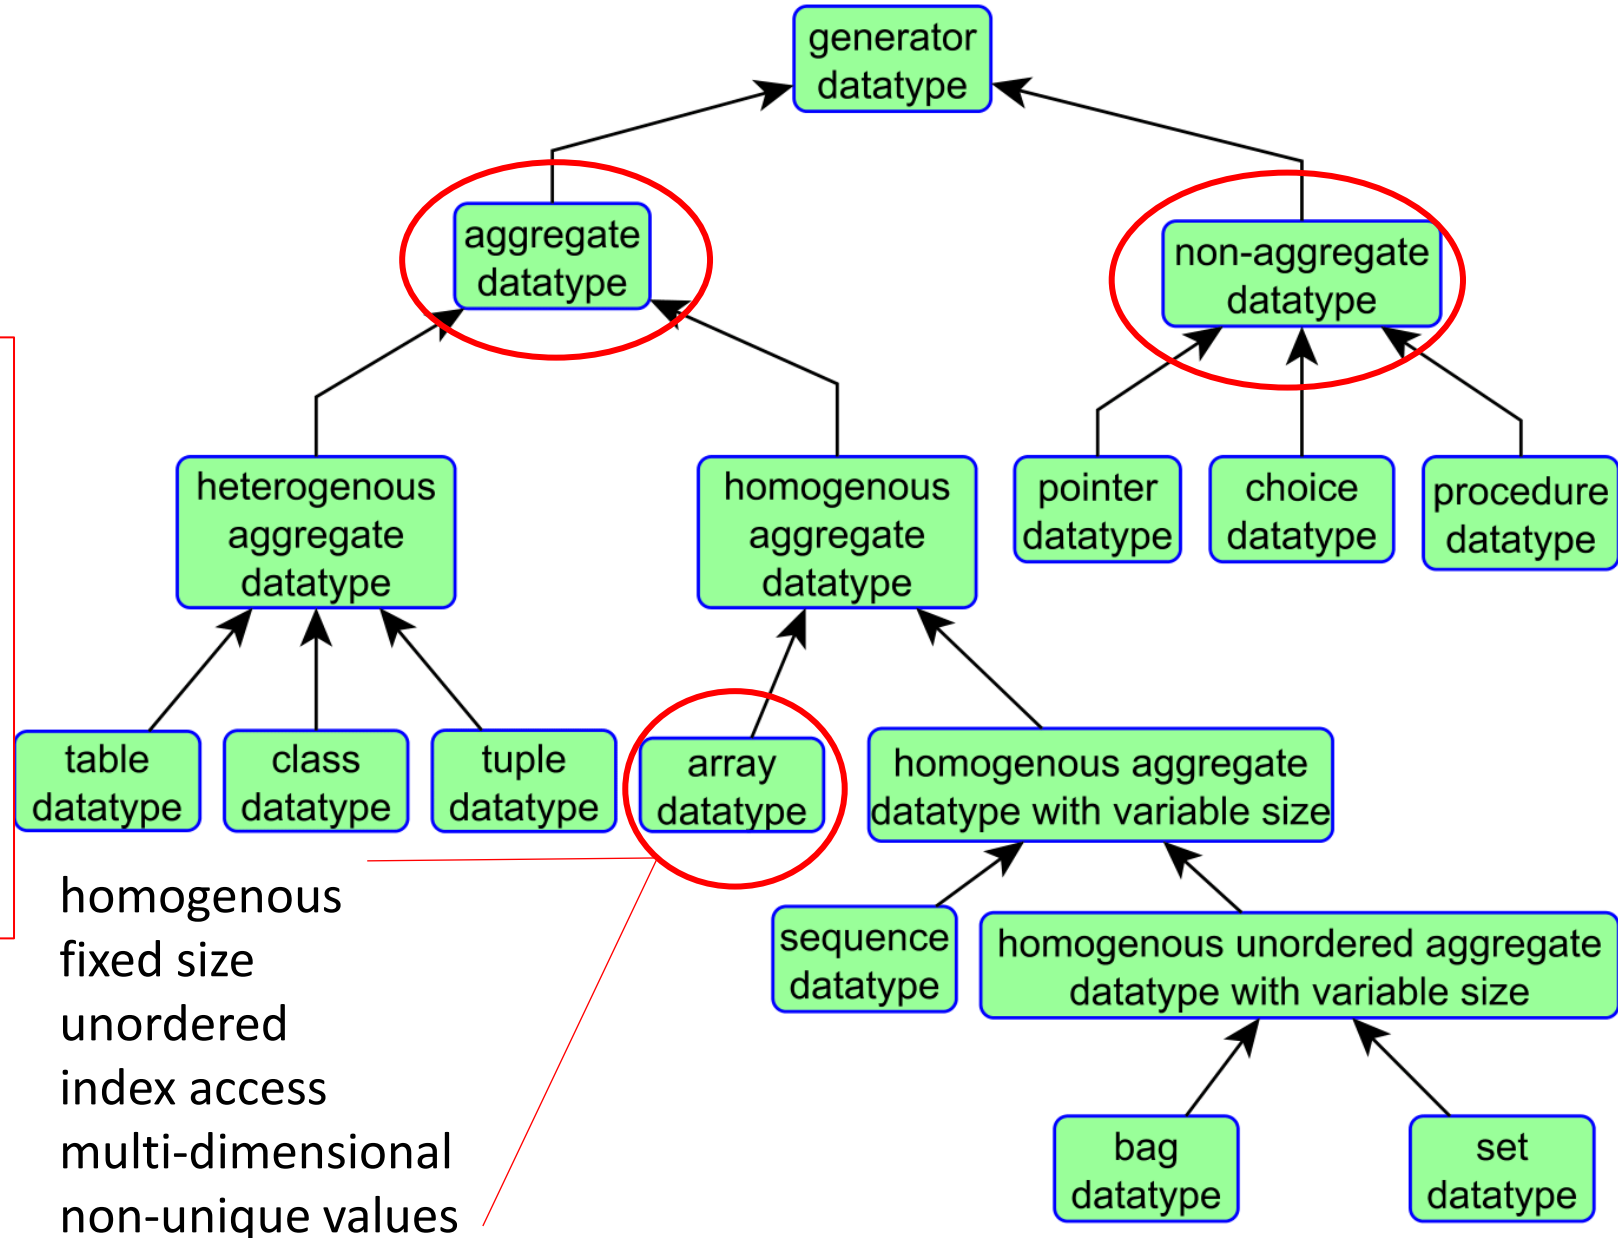 generator
datatype
aggregate
datatype
non-aggregate
datatype
heterogenous
aggregate
datatype
homogenous
aggregate
datatype
pointer
datatype
choice
datatype
procedure
datatype
table
datatype
class
datatype
tuple
datatype
array
datatype
homogenous aggregate
datatype with variable size
sequence
datatype
homogenous unordered aggregate
datatype with variable size
bag
datatype
set
datatype
homogenous
fixed size
unordered
index access
multi-dimensional
non-unique values